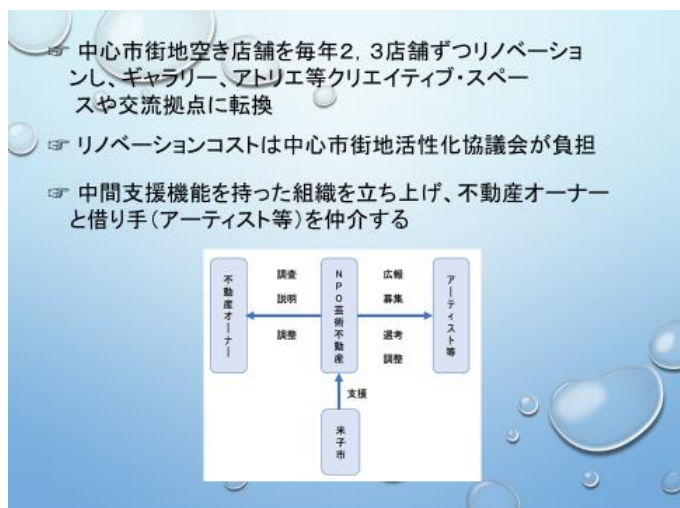 ☞ 中心市街地空き店舗を毎年2，3店舗ずつリノベーショ
ンし、ギャラリー、アトリエ等クリエイティブ・スペー
スや交流拠点に転換
☞ リノベーションコストは中心市街地活性化協議会が負担
☞ 中間支援機能を持った組織を立ち上げ、不動産オーナー
と借り手（アーティスト等）を仲介する
不動産オーナー
調査
説明
調整
NPO芸術不動産
広報
募集
選考
調整
アーティスト等
支援
米子市